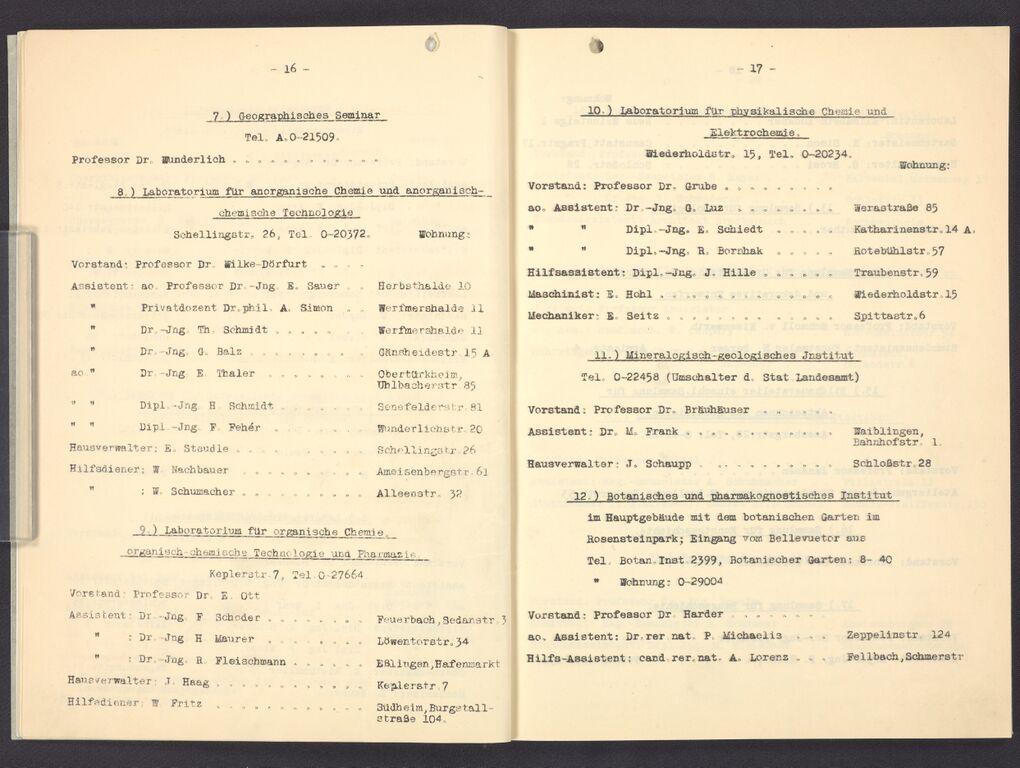 - 16 -
7.) Geographisches Seminar
Tel. A.0-21509.
Professor Dr. Wunderlich . . . . . . . . . . . . .
8.) Laboratorium für anorganische Chemie und anorganisch-
chemische Technologie
Schellingstr. 26, Tel. 0-20372. Wohnung:
Vorstand: Professor Dr. Wilke-Dörfurt . . . .
Assistent: ao. Professor Dr.-Jng. E. Sauer . . Herbsthalde 10
" Privatdozent Dr.phil. A. Simon . . . Werfmershalde 11
" Dr.-Jng. Th. Schmidt . . . . . . . Werfmershalde 11
" Dr.-Jng. G. Balz . . . . . . . . . Gänsheidestr. 15 A
ao." Dr.-Jng. E. Thaler . . . . . . . . Obertürkheim,
Uhlbacherstr. 85
" " Dipl.-Jng. H. Schmidt . . . . . . . Senefelderstr. 81
" " Dipl.-Jng. F. Fehér . . . . . . . . Wunderlichstr. 20
Hausverwalter: E. Staudle . . . . . . . . . . . Schellingstr. 26
Hilfsdiener: W. Nachbauer . . . . . . . . . . . Ameisenbergstr. 61
" : W. Schumacher . . . . . . . . . . Alleenstr. 32
9.) Laboratorium für organische Chemie,
organisch-chemische Technologie und Pharmazie.
Keplerstr. 7, Tel. 0-27664
Vorstand: Professor Dr. E. Ott
Assistent: Dr.-Jng. F. Schoder . . . . . . . . . Feuerbach,Sedanstr.3
" : Dr.-Jng. H. Maurer . . . . . . . . . Löwentorstr. 34
" : Dr.-Jng. R. Fleischmann . . . . . . Eßlingen,Hafenmarkt
Hausverwalter: J. Haag . . . . . . . . . . . . Keplerstr. 7
Hilfsdiener: W. Fritz . . . . . . . . . . . . Südheim,Burgstall-
straße 104.
- 17 -
10.) Laboratorium für physikalische Chemie und
Elektrochemie.
Wiederholdstr. 15, Tel. 0-20234.
Wohnung:
Vorstand: Professor Dr. Grube . . . . . . . . .
ao. Assistent: Dr.-Jng. G. Luz . . . . . . . . Werastraße 85
" " Dipl.-Jng. E. Schiedt . . . . . Katharinenstr. 14 A.
" " Dipl.-Jng. R. Bornhak . . . . . Rotebühlstr. 57
Hilfsassistent: Dipl.-Jng. J. Hille . . . . . . Traubenstr. 59
Maschinist: E. Hohl . . . . . . . . . . . . . Wiederholdstr. 15
Mechaniker: E. Seitz . . . . . . . . . . . . . Spittastr. 6
11.) Mineralogisch-geologisches Jnstitut
Tel. 0-22458 (Umschalter d. Stat Landesamt)
Vorstand: Professor Dr. Bräuhäuser . . . . . .
Assistent: Dr. M. Frank . . . . . . . . . . . . Waiblingen,
Bahnhofstr. 1.
Hausverwalter: J. Schaupp . . . . . . . . . . . Schloßstr. 28
12.) Botanisches und pharmakognostisches Institut
im Hauptgebäude mit dem botanischen Garten im
Rosensteinpark; Eingang vom Bellevuetor aus
Tel. Botan. Inst. 2399, Botanischer Garten: 8- 40
" Wohnung: 0-29004
Vorstand: Professor Dr. Harder . . . . . . . .
ao. Assistent: Dr.rer.nat. P. Michaelis . . . Zeppelinstr. 124
Hilfs-Assistent: cand.rer.nat. A. Lorenz . . . Fellbach,Schmerstr